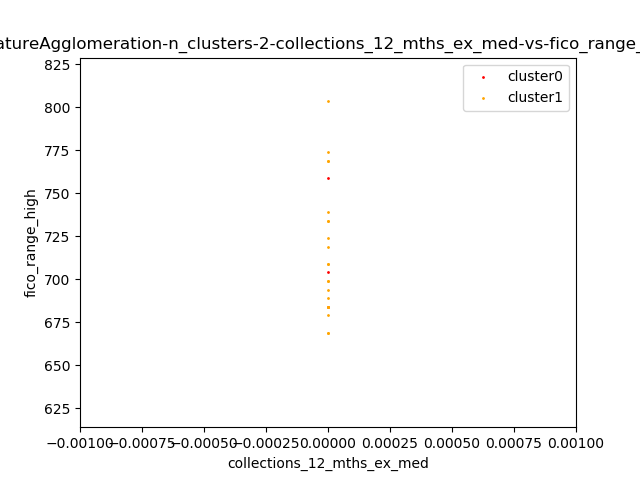 atureAgglomeration-n_clusters-2-collections_12_mths_ex_med-vs-fico_range_
825
800
775
750
725
700
675
650
625
fico_range_high
cluster0
cluster1
−0.00100 −0.00075 −0.00050 −0.00025 0.00000 0.00025 0.00050 0.00075 0.00100
collections_12_mths_ex_med